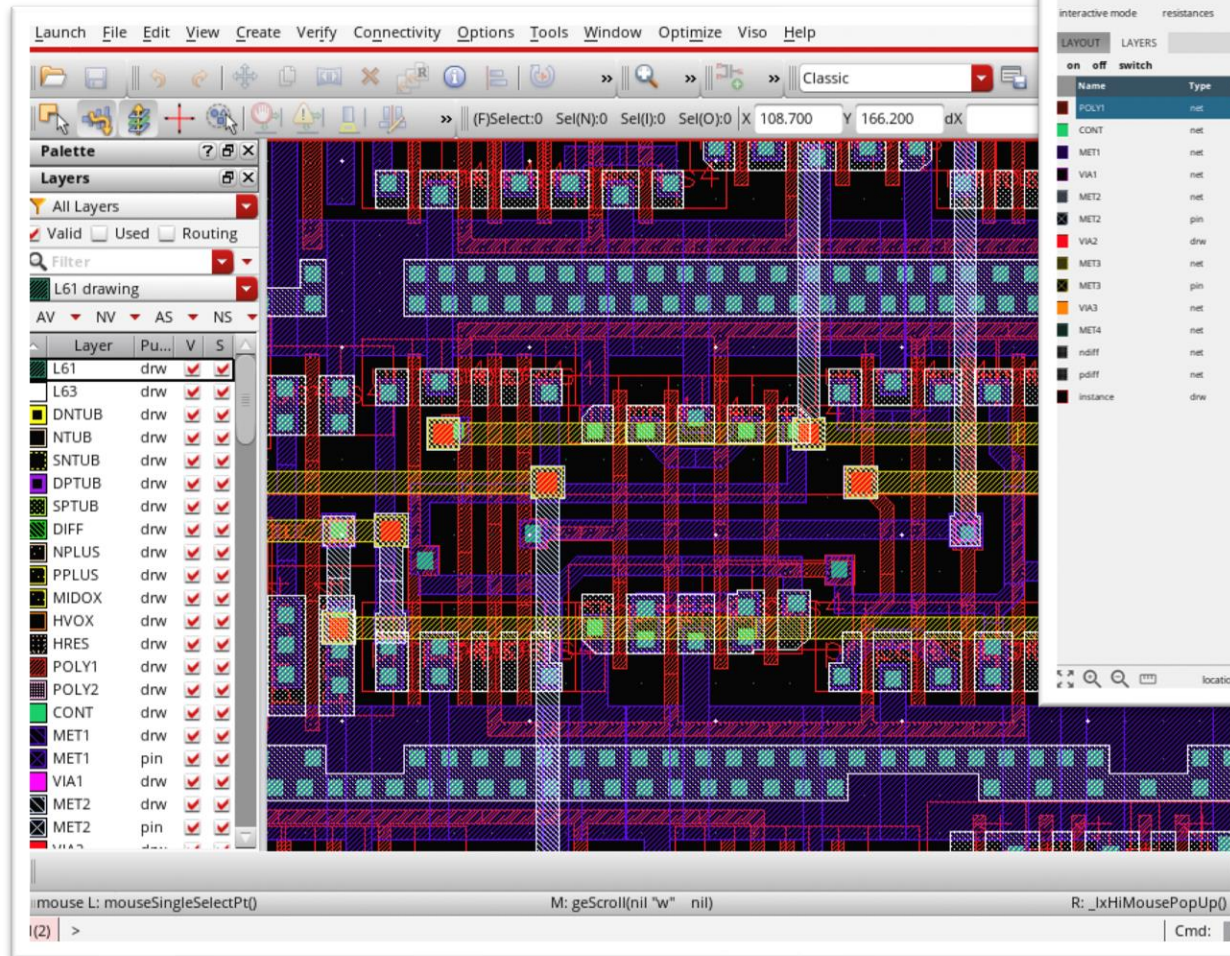 Launch File Edit View Create Verify Connectivity Options Tools Window Optimize Viso Help
» » » Classic
» (F)Select:0 Sel(N):0 Sel(I):0 Sel(O):0 X 108.700 Y 166.200 dX
Palette
Layers
All Layers
Valid Used Routing
Filter
L61 drawing
AV NV AS NS
Layer Pu... V S
L61 drw
L63 drw
DNTUB drw
NTUB drw
SNTUB drw
DPTUB drw
SPTUB drw
DIFF drw
NPLUS drw
PPLUS drw
MIDOX drw
HVOX drw
HRES drw
POLY1 drw
POLY2 drw
CONT drw
MET1 drw
MET1 pin
VIA1 drw
MET2 drw
MET2 pin
mouse L: mouseSingleSelectPt()
M: geScroll(nil "w" nil)
R: _lxHiMousePopUp()
(2) >
Cmd:
interactive mode resistances
LAYOUT LAYERS
on off switch
Name Type
POLY1 net
CONT net
MET1 net
VIA1 net
MET2 net
MET2 pin
VIA2 drw
MET3 net
MET3 pin
VIA3 net
MET4 net
ndiff net
pdiff net
instance drw